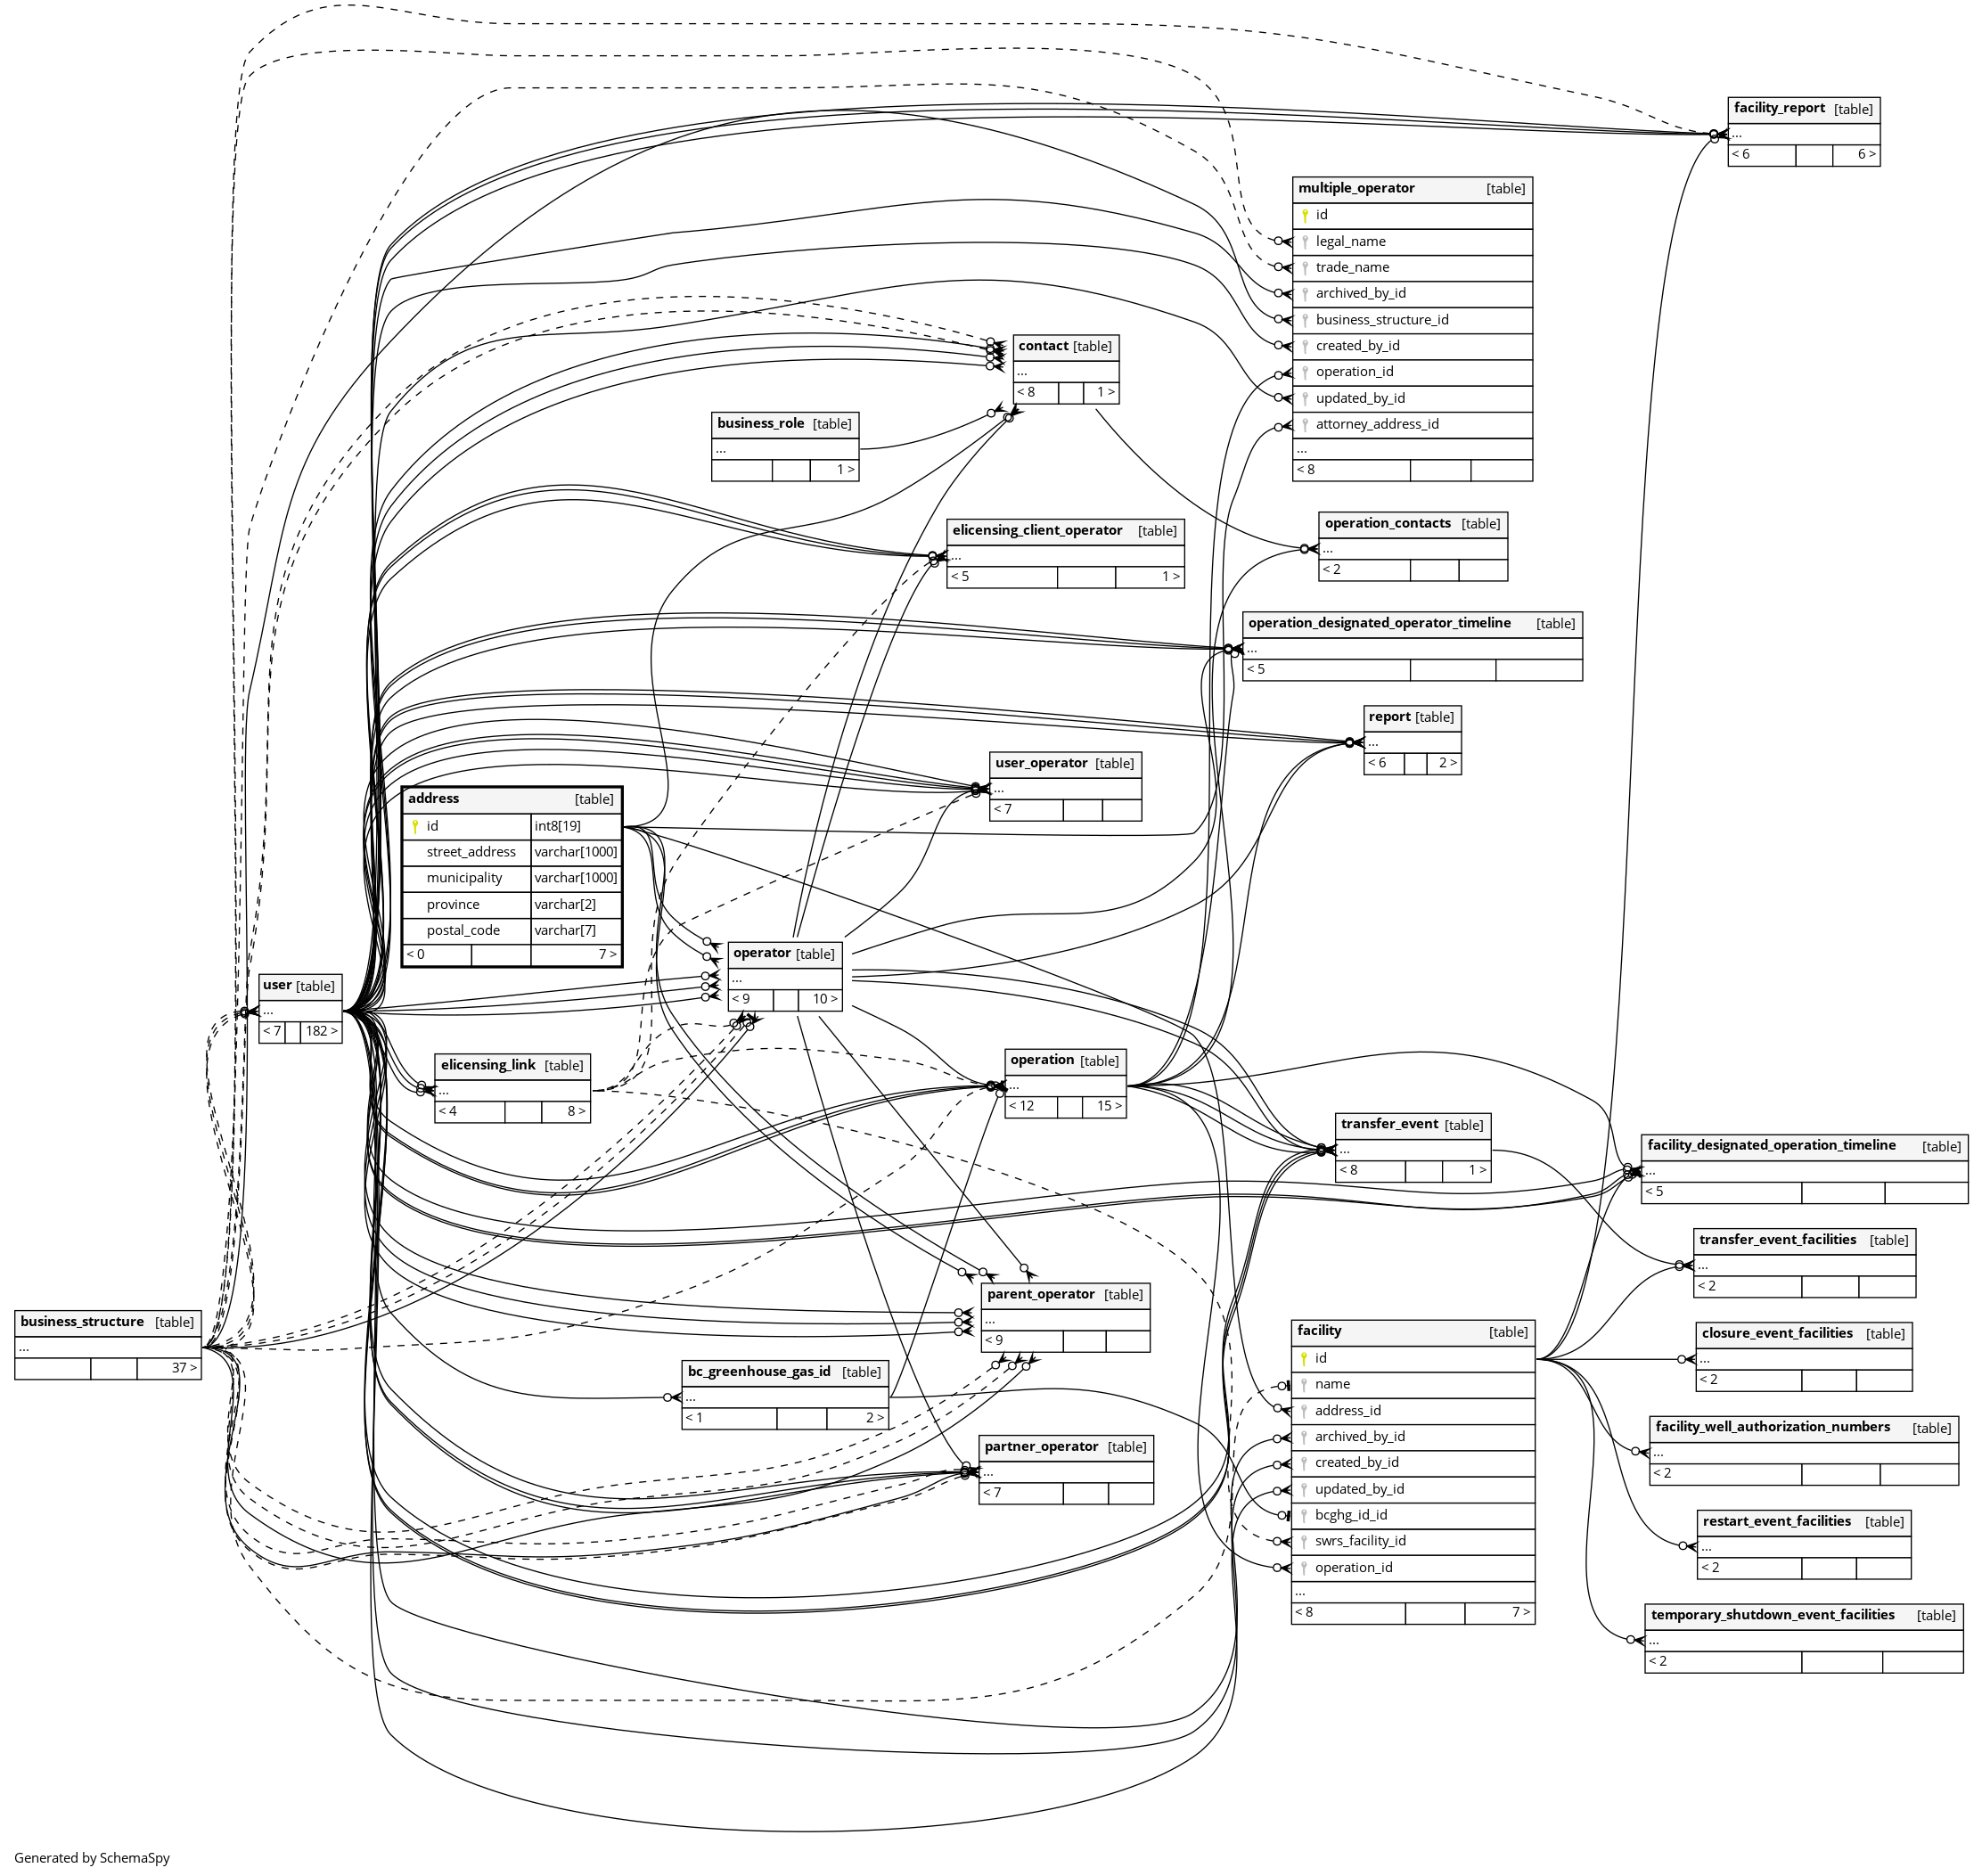 facility_report [table]
...
< 6 6 >
multiple_operator [table]
id
legal_name
trade_name
archived_by_id
business_structure_id
created_by_id
operation_id
updated_by_id
attorney_address_id
...
< 8
contact [table]
...
< 8 1 >
business_role [table]
...
1 >
elicensing_client_operator [table]
...
< 5 1 >
operation_contacts [table]
...
< 2
operation_designated_operator_timeline [table]
...
< 5
report [table]
...
< 6 2 >
user_operator [table]
...
< 7
address [table]
id int8[19]
street_address varchar[1000]
municipality varchar[1000]
province varchar[2]
postal_code varchar[7]
< 0 7 >
operator [table]
...
< 9 10 >
user [table]
...
< 7 182 >
elicensing_link [table]
...
< 4 8 >
operation [table]
...
< 12 15 >
transfer_event [table]
...
< 8 1 >
facility_designated_operation_timeline [table]
...
< 5
transfer_event_facilities [table]
...
< 2
parent_operator [table]
...
< 9
business_structure [table]
...
37 >
facility [table]
id
name
address_id
archived_by_id
created_by_id
updated_by_id
bcghg_id_id
swrs_facility_id
operation_id
...
< 8 7 >
closure_event_facilities [table]
...
< 2
bc_greenhouse_gas_id [table]
...
< 1 2 >
facility_well_authorization_numbers [table]
...
< 2
partner_operator [table]
...
< 7
restart_event_facilities [table]
...
< 2
temporary_shutdown_event_facilities [table]
...
< 2
Generated by SchemaSpy